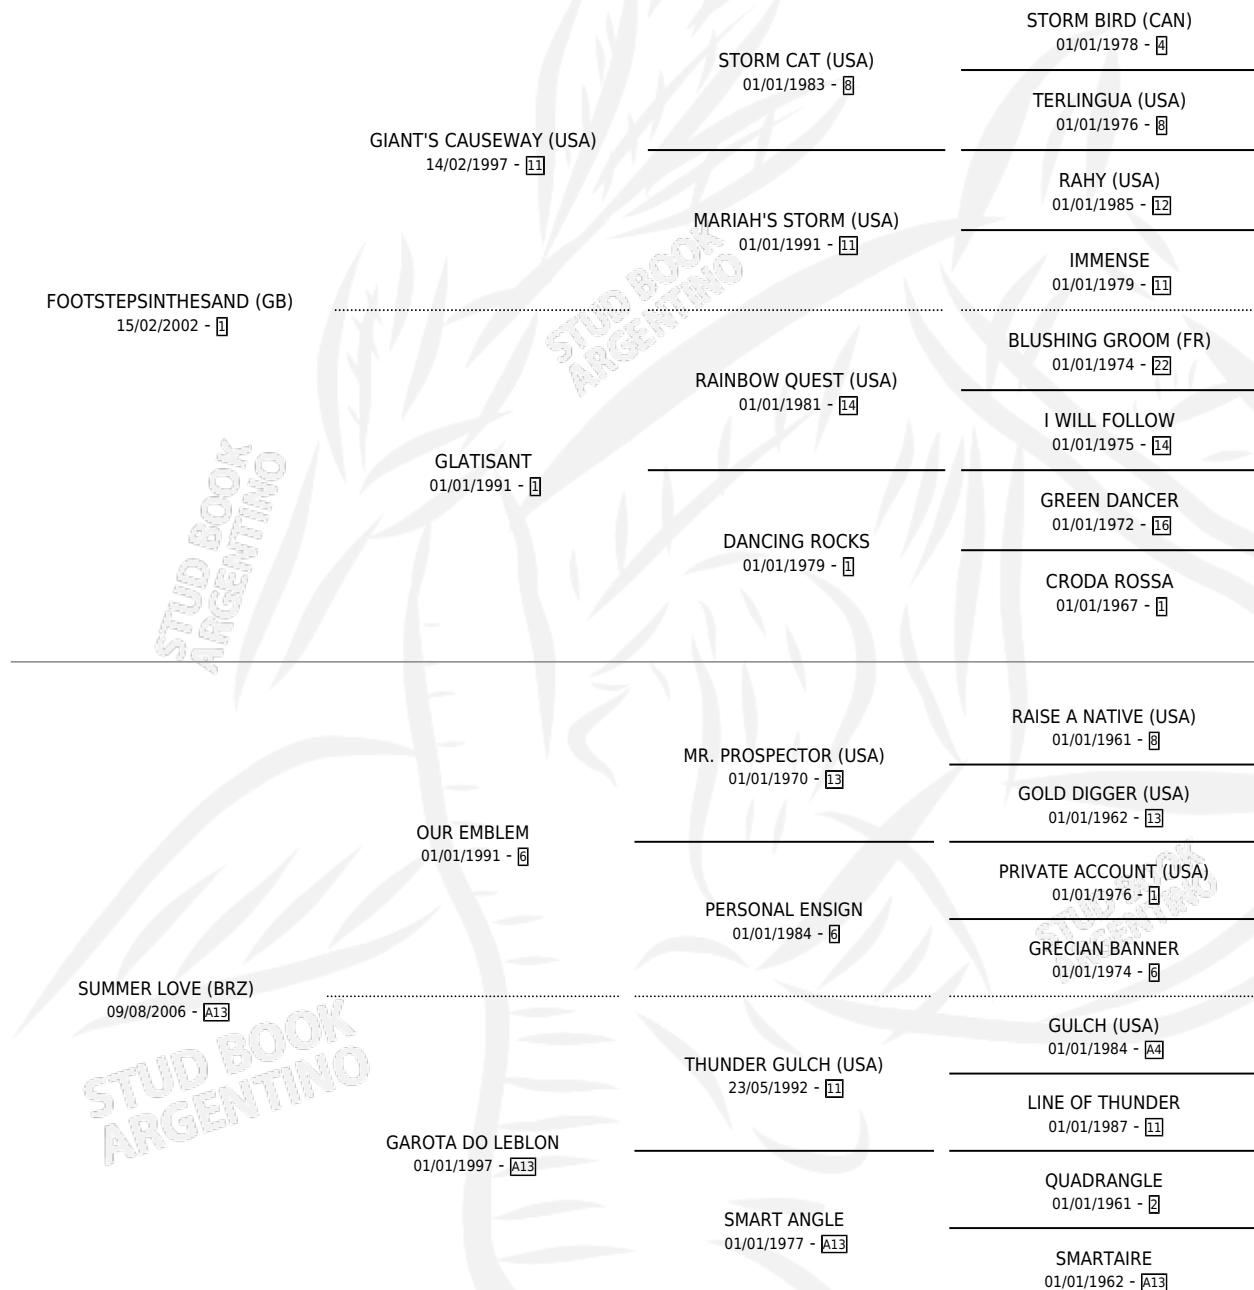 STORM BIRD (CAN)
01/01/1978 - 4
STORM CAT (USA)
01/01/1983 - 8
TERLINGUA (USA)
01/01/1976 - 8
GIANT'S CAUSEWAY (USA)
14/02/1997 - 11
RAHY (USA)
01/01/1985 - 12
MARIAH'S STORM (USA)
01/01/1991 - 11
IMMENSE
01/01/1979 - 11
FOOTSTEPSINTHESAND (GB)
15/02/2002 - 1
STUD BOOK
ARGENTINO
BLUSHING GROOM (FR)
01/01/1974 - 22
RAINBOW QUEST (USA)
01/01/1981 - 14
I WILL FOLLOW
01/01/1975 - 14
GLATISANT
01/01/1991 - 1
GREEN DANCER
01/01/1972 - 16
DANCING ROCKS
01/01/1979 - 1
CRODA ROSSA
01/01/1967 - 1
STUD BOOK
ARGENTINO
RAISE A NATIVE (USA)
01/01/1961 - 8
MR. PROSPECTOR (USA)
01/01/1970 - 13
GOLD DIGGER (USA)
01/01/1962 - 13
OUR EMBLEM
01/01/1991 - 6
PRIVATE ACCOUNT (USA)
01/01/1976 - 1
PERSONAL ENSIGN
01/01/1984 - 6
GRECIAN BANNER
01/01/1974 - 6
STUD BOOK
ARGENTINO
SUMMER LOVE (BRZ)
09/08/2006 - A13
STUD BOOK
ARGENTINO
GULCH (USA)
01/01/1984 - A4
THUNDER GULCH (USA)
23/05/1992 - 11
LINE OF THUNDER
01/01/1987 - 11
GAROTA DO LEBLON
01/01/1997 - A13
QUADRANGLE
01/01/1961 - 2
SMART ANGLE
01/01/1977 - A13
SMARTAIRE
01/01/1962 - A13